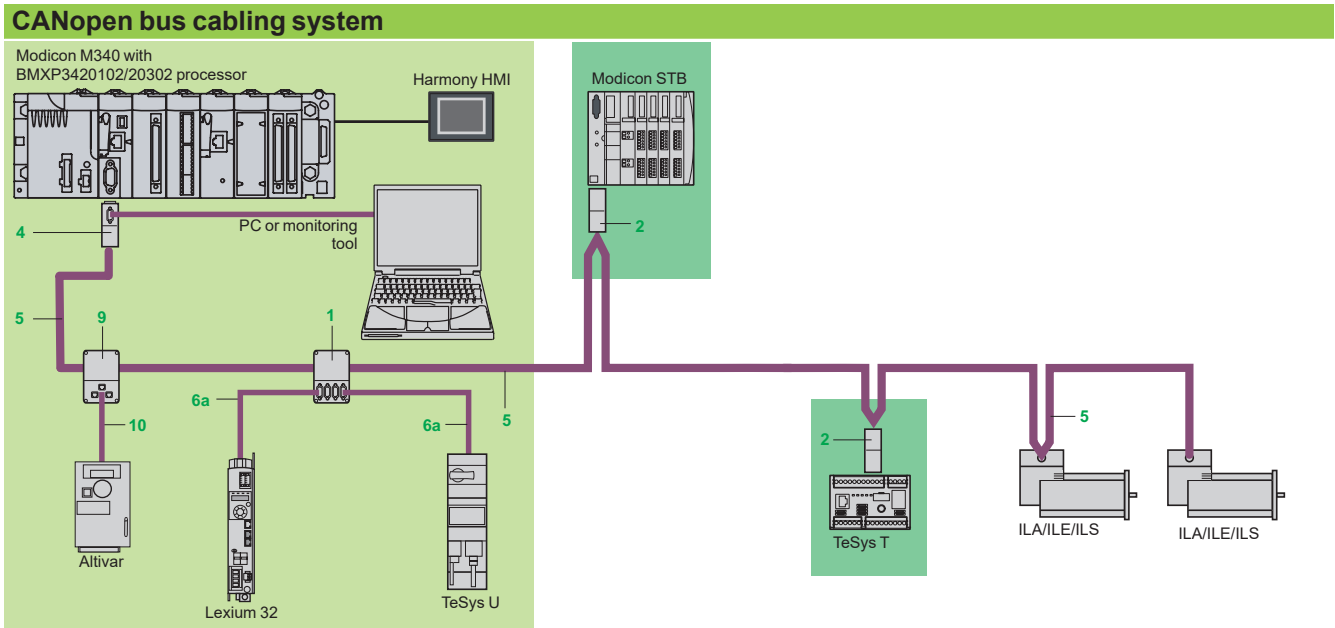 CANopen bus cabling system
Modicon M340 with
BMXP3420102/20302 processor
Harmony HMI
Modicon STB
4
PC or monitoring
tool
2
5
9
1
6a
10
6a
5
2
5
Altivar
Lexium 32
TeSys U
TeSys T
ILA/ILE/ILS
ILA/ILE/ILS